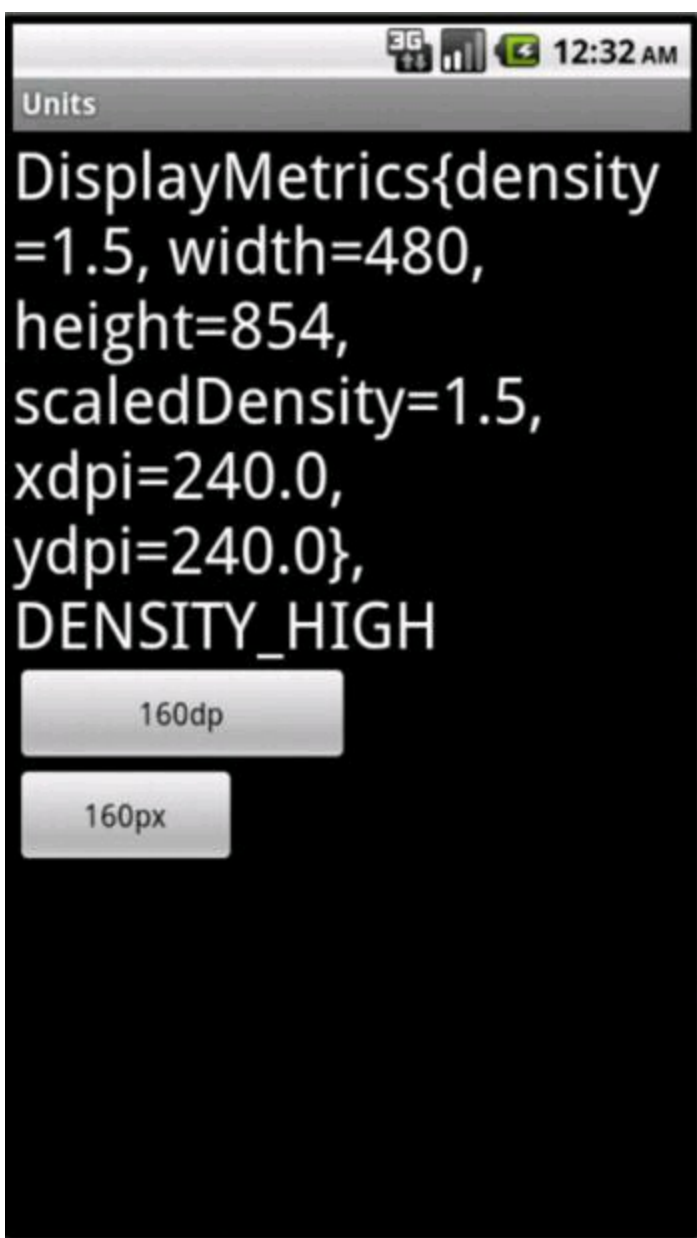 3G
12:32 AM
Units
DisplayMetrics{density
=1.5, width=480,
height=854,
scaledDensity=1.5,
xdpi=240.0,
ydpi=240.0},
DENSITY_HIGH
160dp
160px